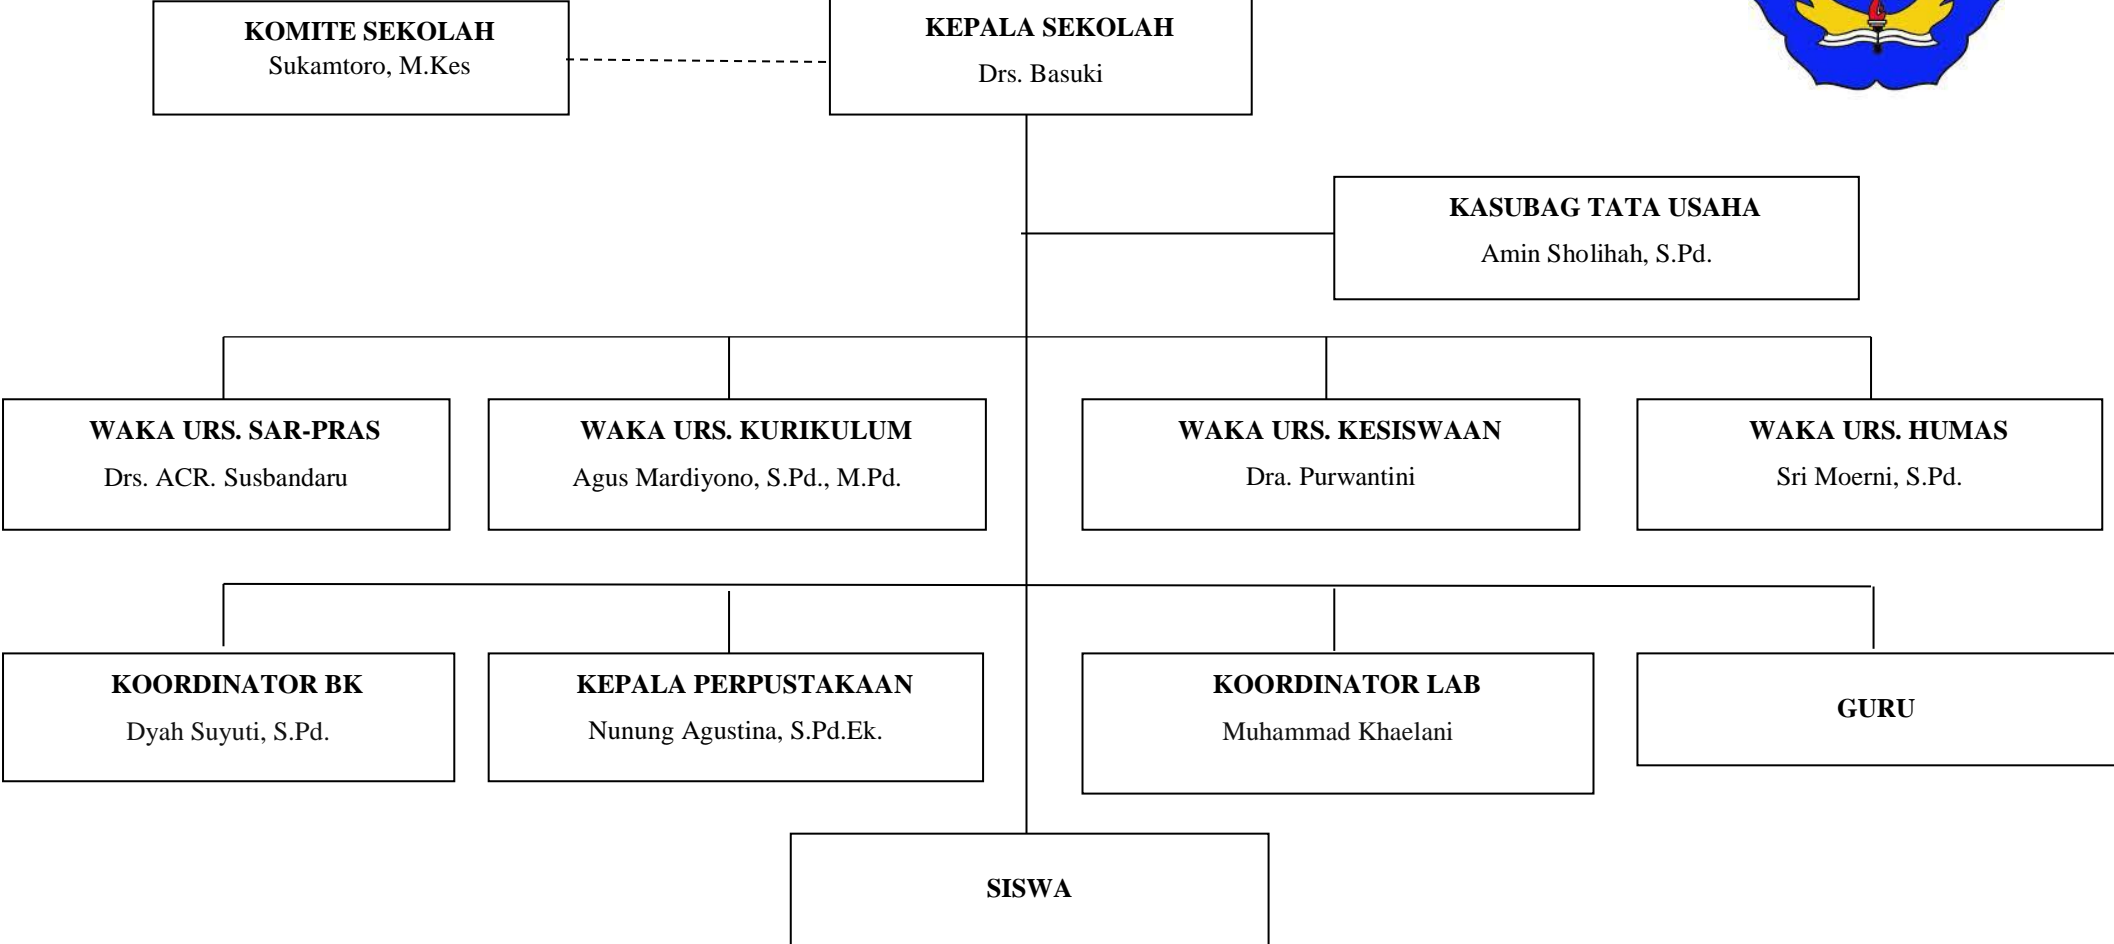 KOMITE SEKOLAH
Sukamtoro, M.Kes
KEPALA SEKOLAH
Drs. Basuki
KASUBAG TATA USAHA
Amin Sholihah, S.Pd.
WAKA URS. SAR-PRAS
Drs. ACR. Susbandaru
WAKA URS. KURIKULUM
Agus Mardiyono, S.Pd., M.Pd.
WAKA URS. KESISWAAN
Dra. Purwantini
WAKA URS. HUMAS
Sri Moerni, S.Pd.
KOORDINATOR BK
Dyah Suyuti, S.Pd.
KEPALA PERPUSTAKAAN
Nunung Agustina, S.Pd.Ek.
KOORDINATOR LAB
Muhammad Khaelani
GURU
SISWA